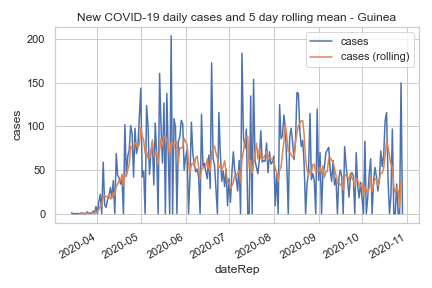 New COVID-19 daily cases and 5 day rolling mean - Guinea
cases
cases (rolling)
200
150
100
50
0
cases
2020-04
2020-05
2020-06
2020-07
2020-08
2020-09
2020-10
2020-11
dateRep